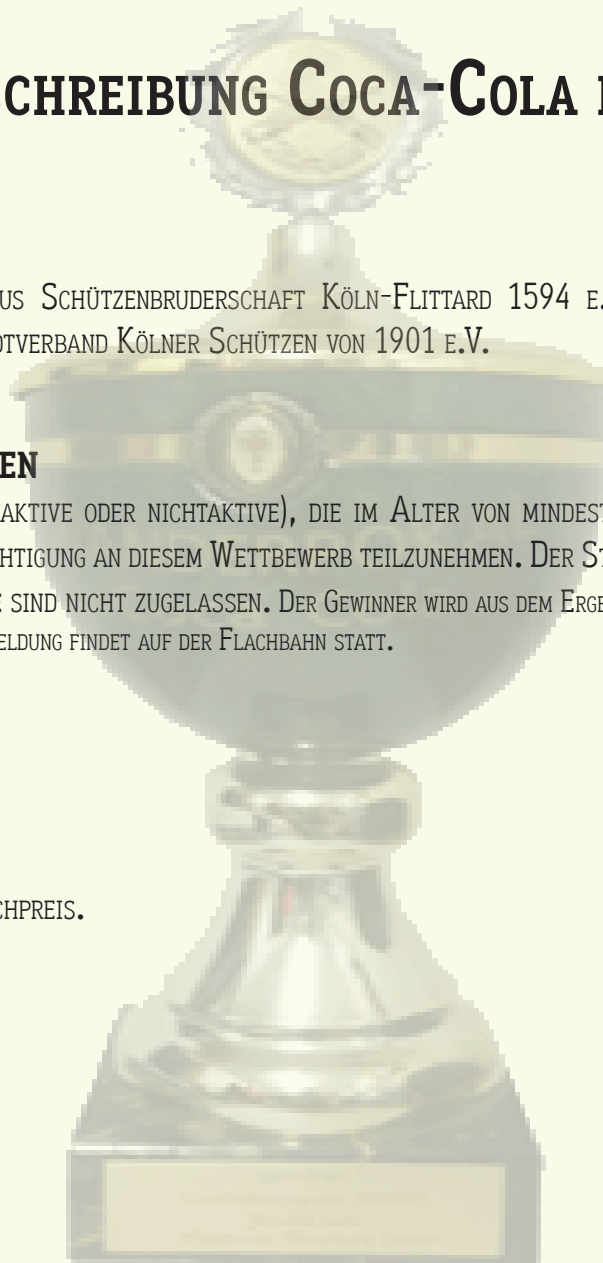 CHREIBUNG COCA-COLA
US SCHÜTZENBRUDERSCHAFT KÖLN-FLITTARD 1594 E.
TVERBAND KÖLNER SCHÜTZEN VON 1901 E.V.
EN
AKTIVE ODER NICHTAKTIVE), DIE IM ALTER VON MINDEST
HTIGUNG AN DIESEM WETTBEWERB TEILZUNEHMEN. DER S
SIND NICHT ZUGELASSEN. DER GEWINNER WIRD AUS DEM ERGE
ELDUNG FINDET AUF DER FLACHBAHN STATT.
CHPREIS.